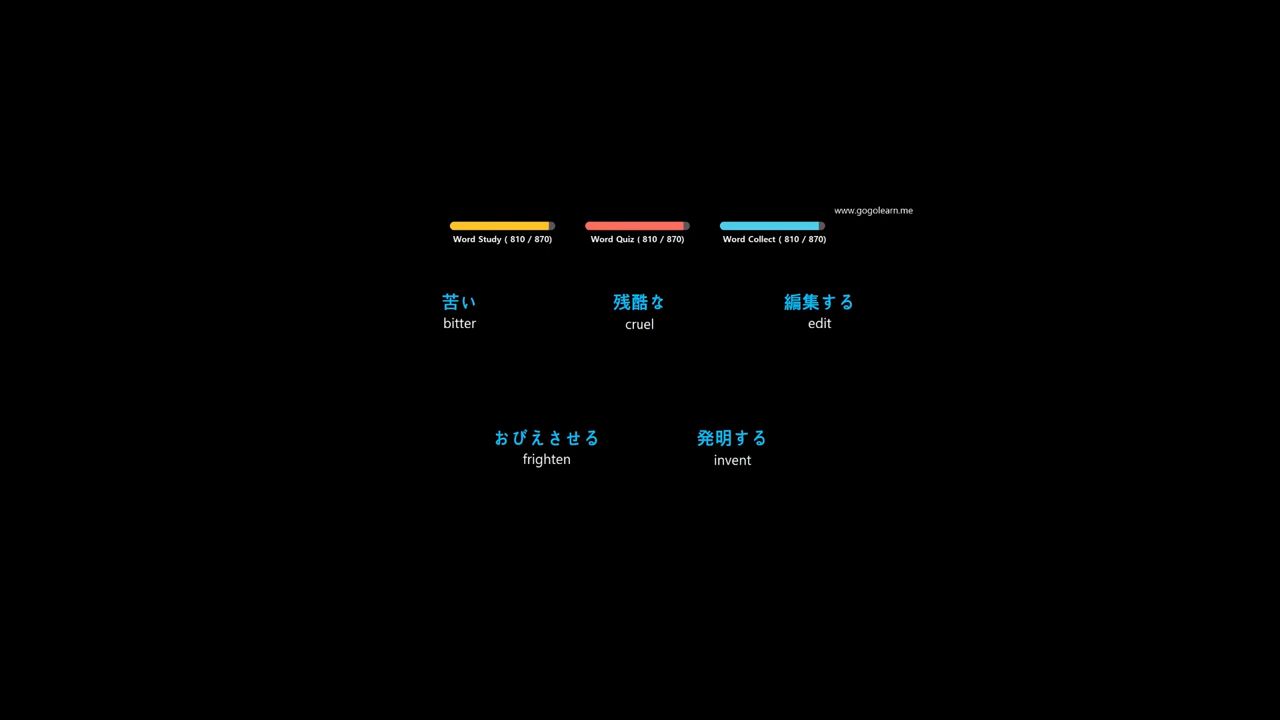 www.gogolearn.me
Word Study ( 810 / 870)
Word Quiz ( 810 / 870)
Word Collect ( 810 / 870)
苦い
bitter
残酷な
cruel
編集する
edit
おびえさせる
frighten
発明する
invent